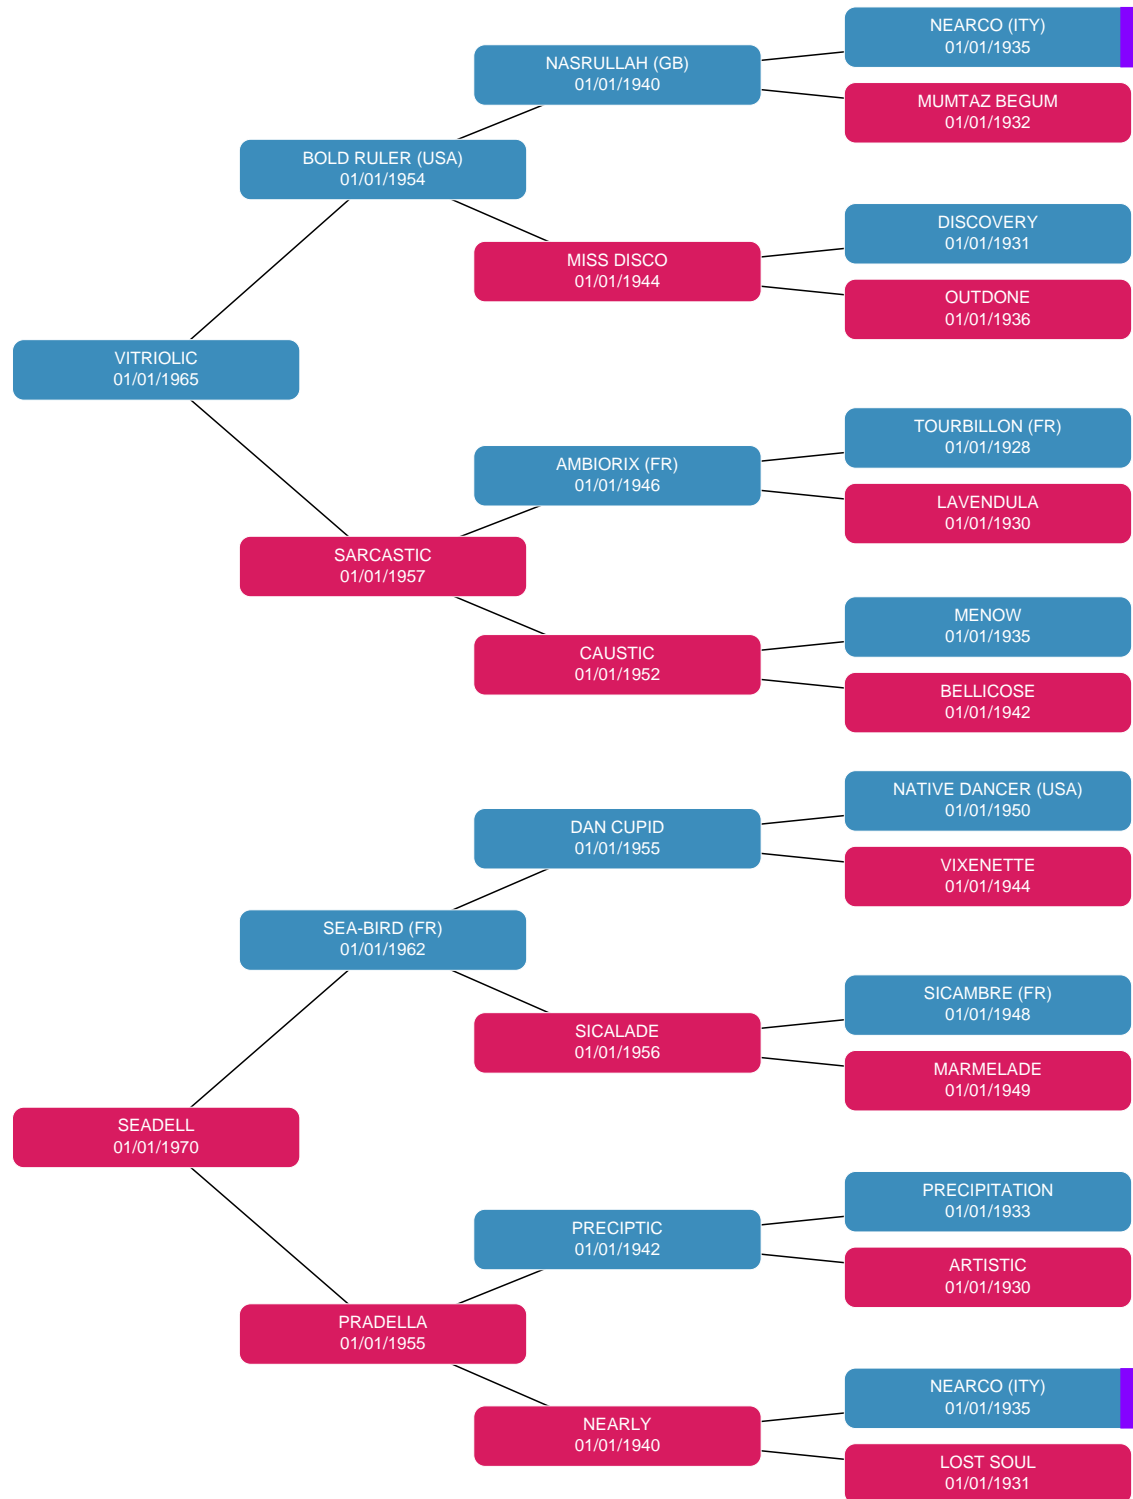 NEARCO (ITY)
01/01/1935
NASRULLAH (GB)
01/01/1940
MUMTAZ BEGUM
01/01/1932
BOLD RULER (USA)
01/01/1954
DISCOVERY
01/01/1931
MISS DISCO
01/01/1944
OUTDONE
01/01/1936
VITRIOLIC
01/01/1965
TOURBILLON (FR)
01/01/1928
AMBIORIX (FR)
01/01/1946
LAVENDULA
01/01/1930
SARCASTIC
01/01/1957
MENOW
01/01/1935
CAUSTIC
01/01/1952
BELLICOSE
01/01/1942
NATIVE DANCER (USA)
01/01/1950
DAN CUPID
01/01/1955
VIXENETTE
01/01/1944
SEA-BIRD (FR)
01/01/1962
SICAMBRE (FR)
01/01/1948
SICALADE
01/01/1956
MARMELADE
01/01/1949
SEADELL
01/01/1970
PRECIPITATION
01/01/1933
PRECIPTIC
01/01/1942
ARTISTIC
01/01/1930
PRADELLA
01/01/1955
NEARCO (ITY)
01/01/1935
NEARLY
01/01/1940
LOST SOUL
01/01/1931